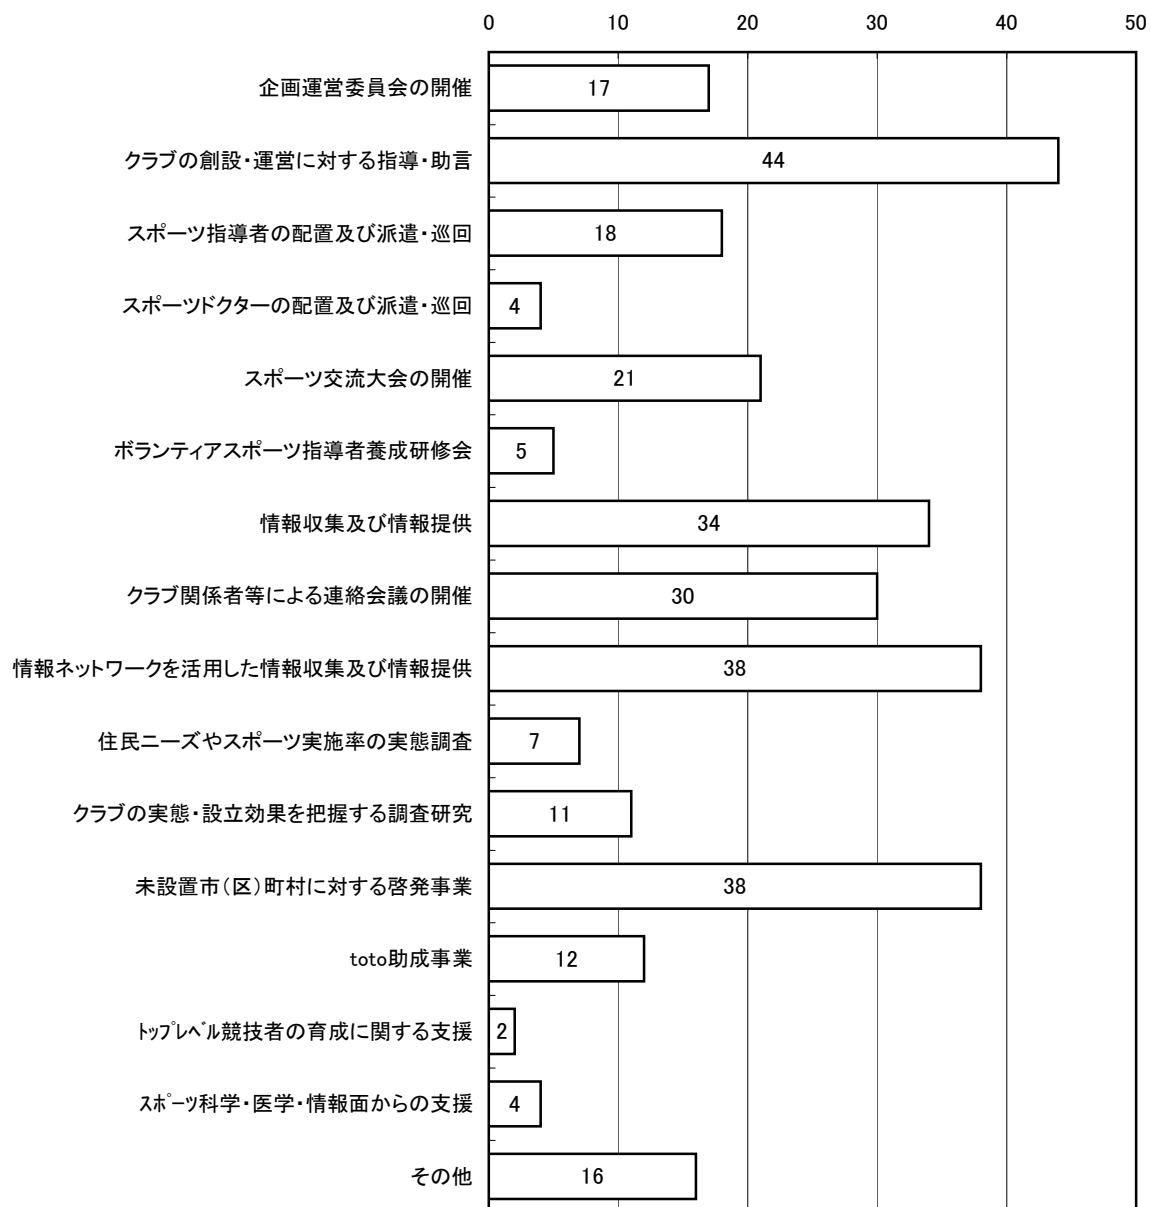 0 10 20 30 40 50
企画運営委員会の開催 17
クラブの創設・運営に対する指導・助言 44
スポーツ指導者の配置及び派遣・巡回 18
スポーツドクターの配置及び派遣・巡回 4
スポーツ交流大会の開催 21
ボランティアスポーツ指導者養成研修会 5
情報収集及び情報提供 34
クラブ関係者等による連絡会議の開催 30
情報ネットワークを活用した情報収集及び情報提供 38
住民ニーズやスポーツ実施率の実態調査 7
クラブの実態・設立効果を把握する調査研究 11
未設置市(区)町村に対する啓発事業 38
toto助成事業 12
ﾄｯﾌﾟﾚﾍﾞﾙ競技者の育成に関する支援 2
ｽﾎﾟｰﾂ科学・医学・情報面からの支援 4
その他 16